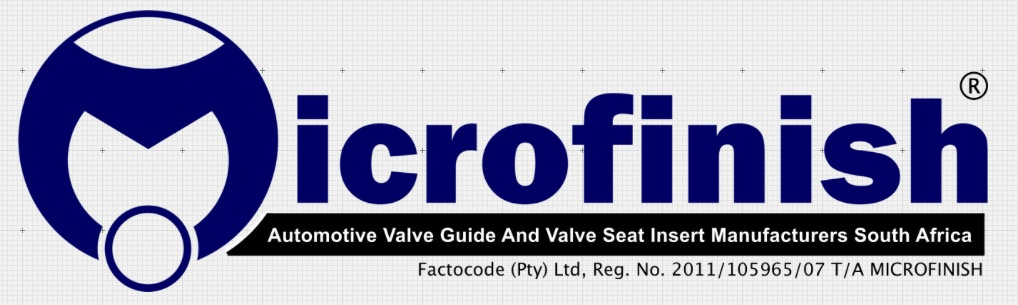 Microfinish®
Automotive Valve Guide And Valve Seat Insert Manufacturers South Africa
Factocode (Pty) Ltd, Reg. No. 2011/105965/07 T/A MICROFINISH